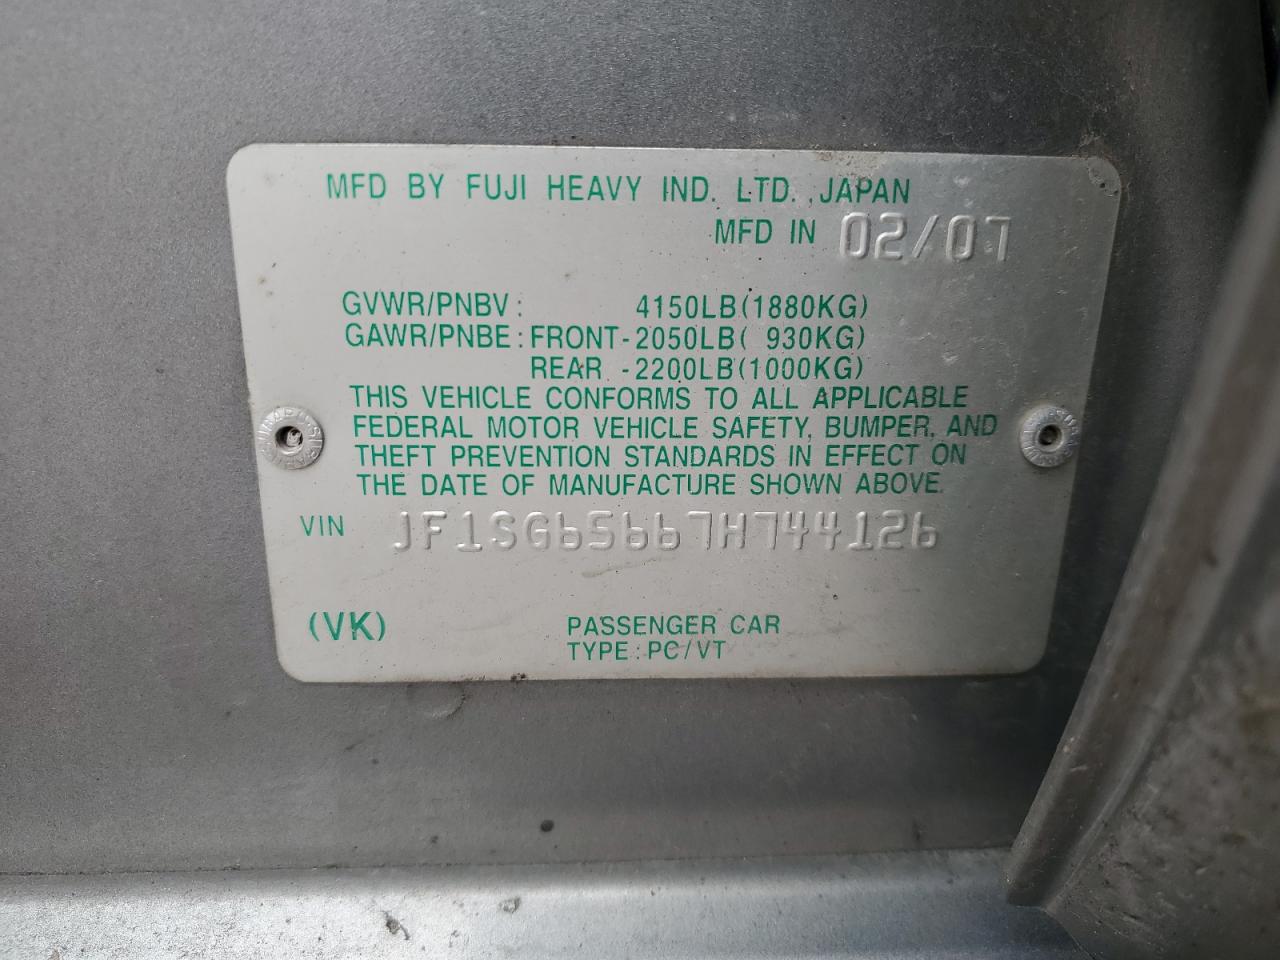 MFD BY FUJI HEAVY IND. LTD. ,JAPAN
MFD IN 02/07
GVWR/PNBV: 4150LB(1880KG)
GAWR/PNBE:FRONT-2050LB( 930KG)
REAR -2200LB(1000KG)
THIS VEHICLE CONFORMS TO ALL APPLICABLE
FEDERAL MOTOR VEHICLE SAFETY, BUMPER, AND
THEFT PREVENTION STANDARDS IN EFFECT ON
THE DATE OF MANUFACTURE SHOWN ABOVE.
VIN JF1SG65667H744126
(VK) PASSENGER CAR
TYPE:PC/VT